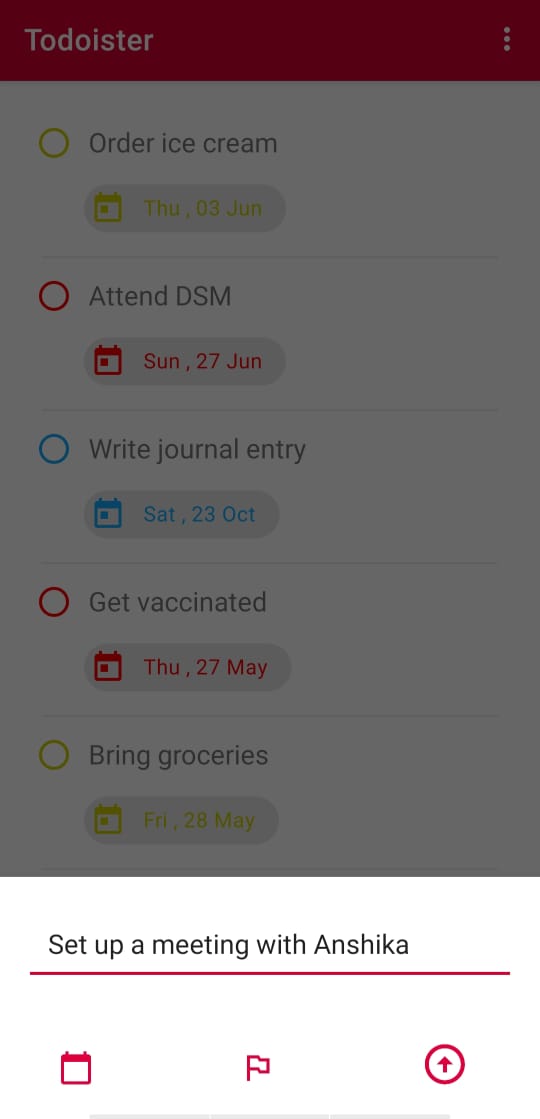 Todoister
Order ice cream
Thu , 03 Jun
Attend DSM
Sun , 27 Jun
Write journal entry
Sat , 23 Oct
Get vaccinated
Thu , 27 May
Bring groceries
Fri , 28 May
Set up a meeting with Anshika